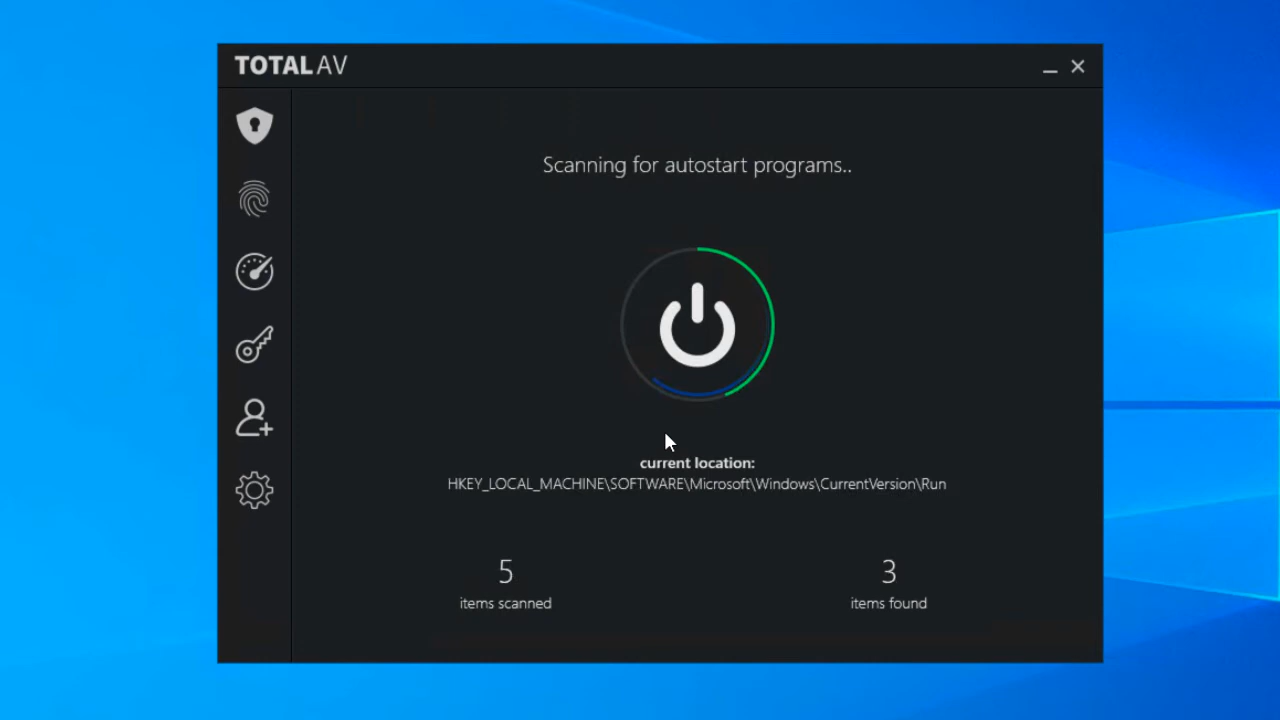 TOTAL AV
Scanning for autostart programs..
current location:
HKEY_LOCAL_MACHINE\SOFTWARE\Microsoft\Windows\CurrentVersion\Run
5
items scanned
3
items found